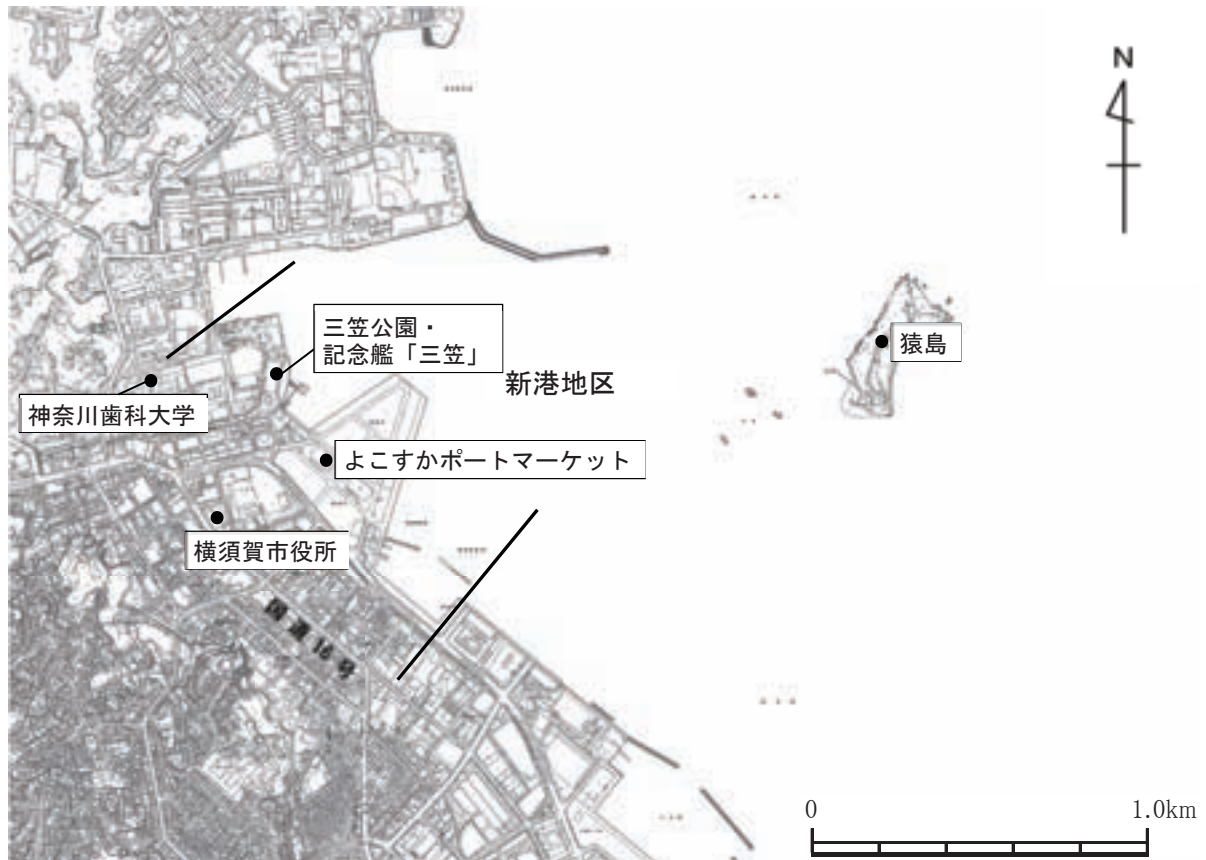 N
三笠公園・
記念艦「三笠」
猿島
新港地区
神奈川歯科大学
よこすかポートマーケット
横須賀市役所
国道16号
0 1.0km